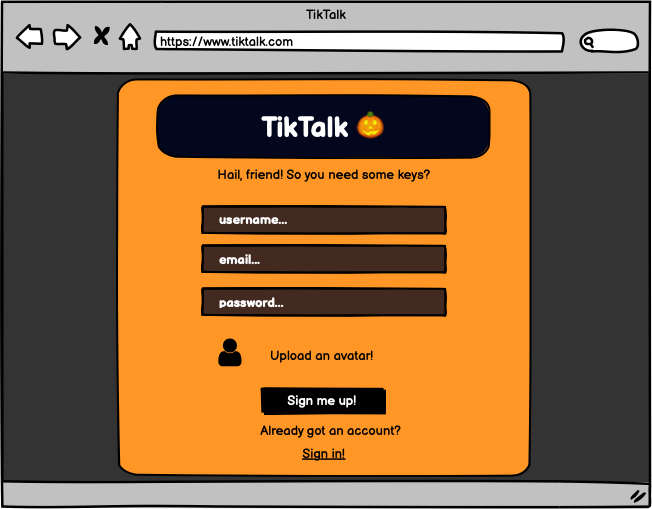 TikTalk
https://www.tiktalk.com
TikTalk 🎃
Hail, friend! So you need some keys?
username...
email...
password...
Upload an avatar!
Sign me up!
Already got an account?
Sign in!